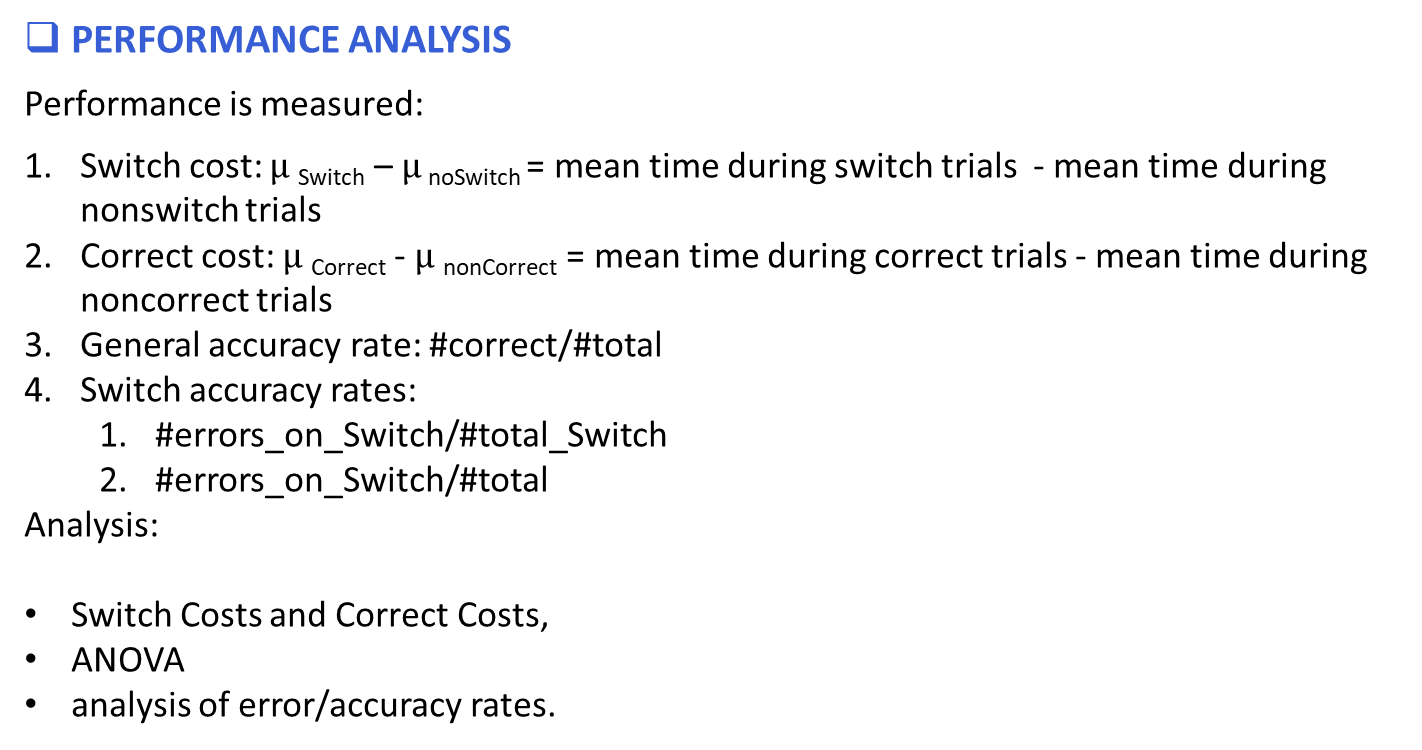 ❑ PERFORMANCE ANALYSIS
Performance is measured:
1. Switch cost: μ Switch – μ noSwitch = mean time during switch trials - mean time during
nonswitch trials
2. Correct cost: μ Correct - μ nonCorrect = mean time during correct trials - mean time during
noncorrect trials
3. General accuracy rate: #correct/#total
4. Switch accuracy rates:
1. #errors_on_Switch/#total_Switch
2. #errors_on_Switch/#total
Analysis:
• Switch Costs and Correct Costs,
• ANOVA
• analysis of error/accuracy rates.